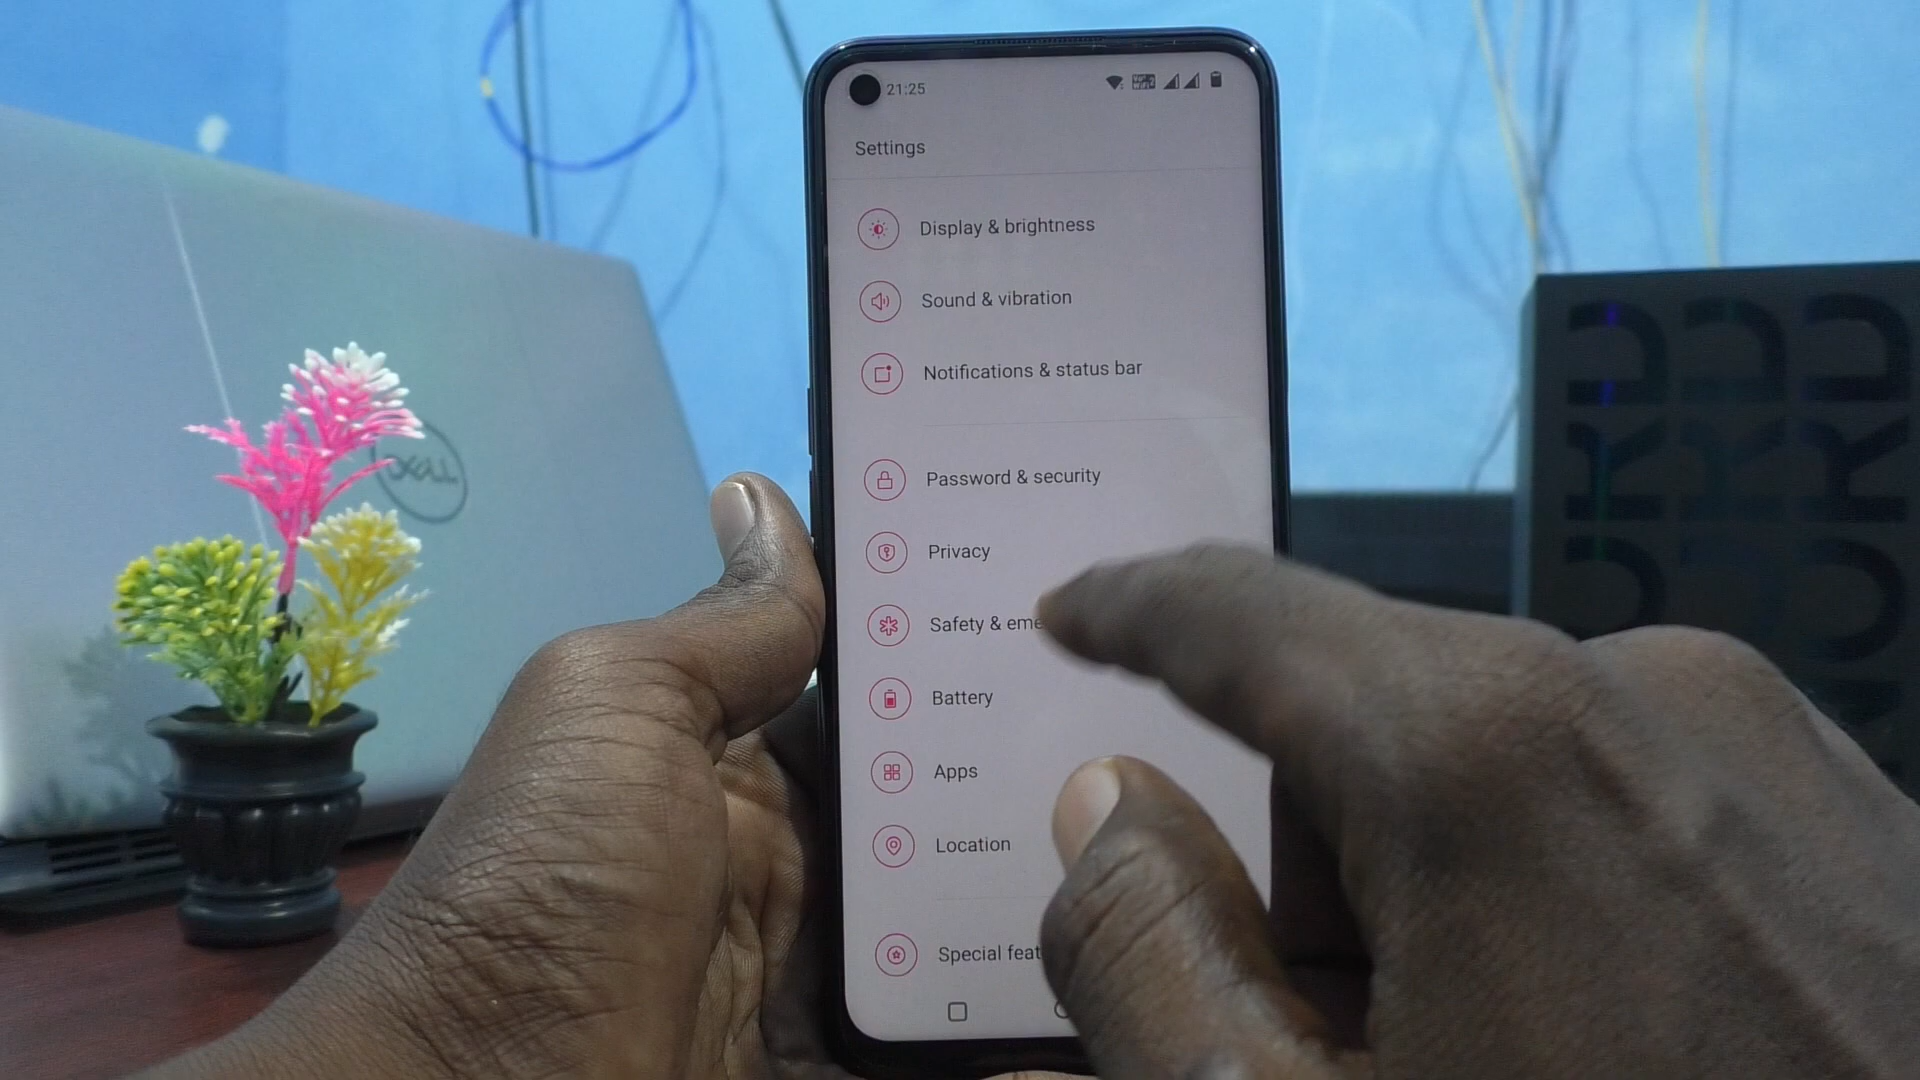 21:25
Settings
Display & brightness
Sound & vibration
Notifications & status bar
Password & security
Privacy
Safety & eme
Battery
Apps
Location
Special feat
DELL